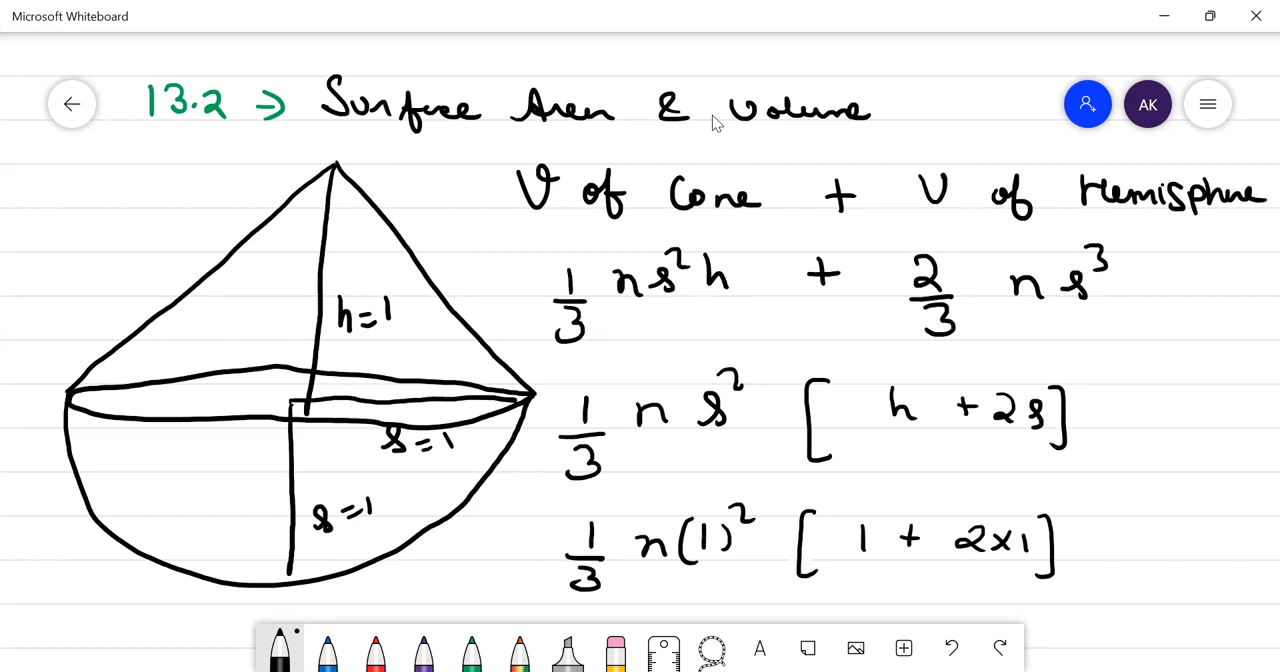 Microsoft Whiteboard
13.2 → Surface Area & Volume
AK
V of Cone + V of Hemisphere
1/3 πr²h + 2/3 πr³
h=1
1/3 πr² [h + 2r]
r=1
r=1
1/3 π(1)² [1 + 2×1]
A